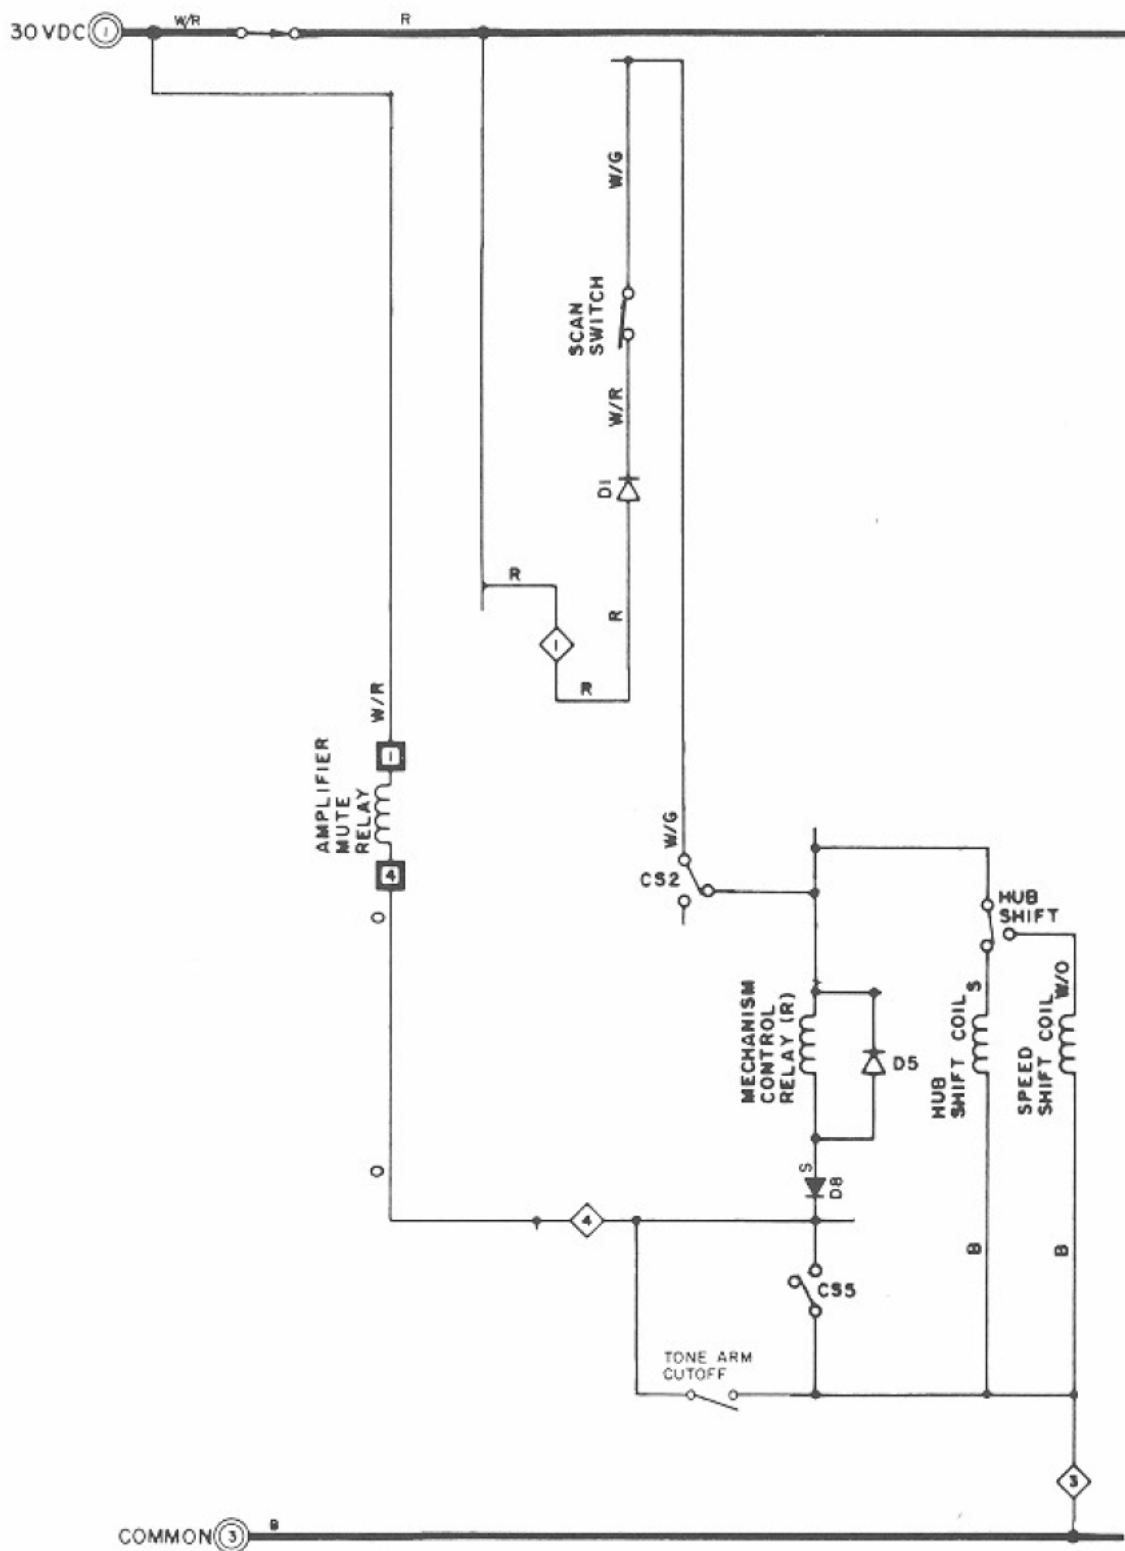 30 VDC 1
W/R
R
W/G
SCAN
SWITCH
W/R
D1
R
R
1
R
W/R
1
AMPLIFIER
MUTE
RELAY
4
O
W/G
CS2
HUB
SHIFT
S
W/O
MECHANISM
CONTROL
RELAY (R)
D5
HUB
SHIFT COIL
SPEED
SHIFT COIL
O
S
D8
4
B
B
CS5
TONE ARM
CUTOFF
3
COMMON 3
B